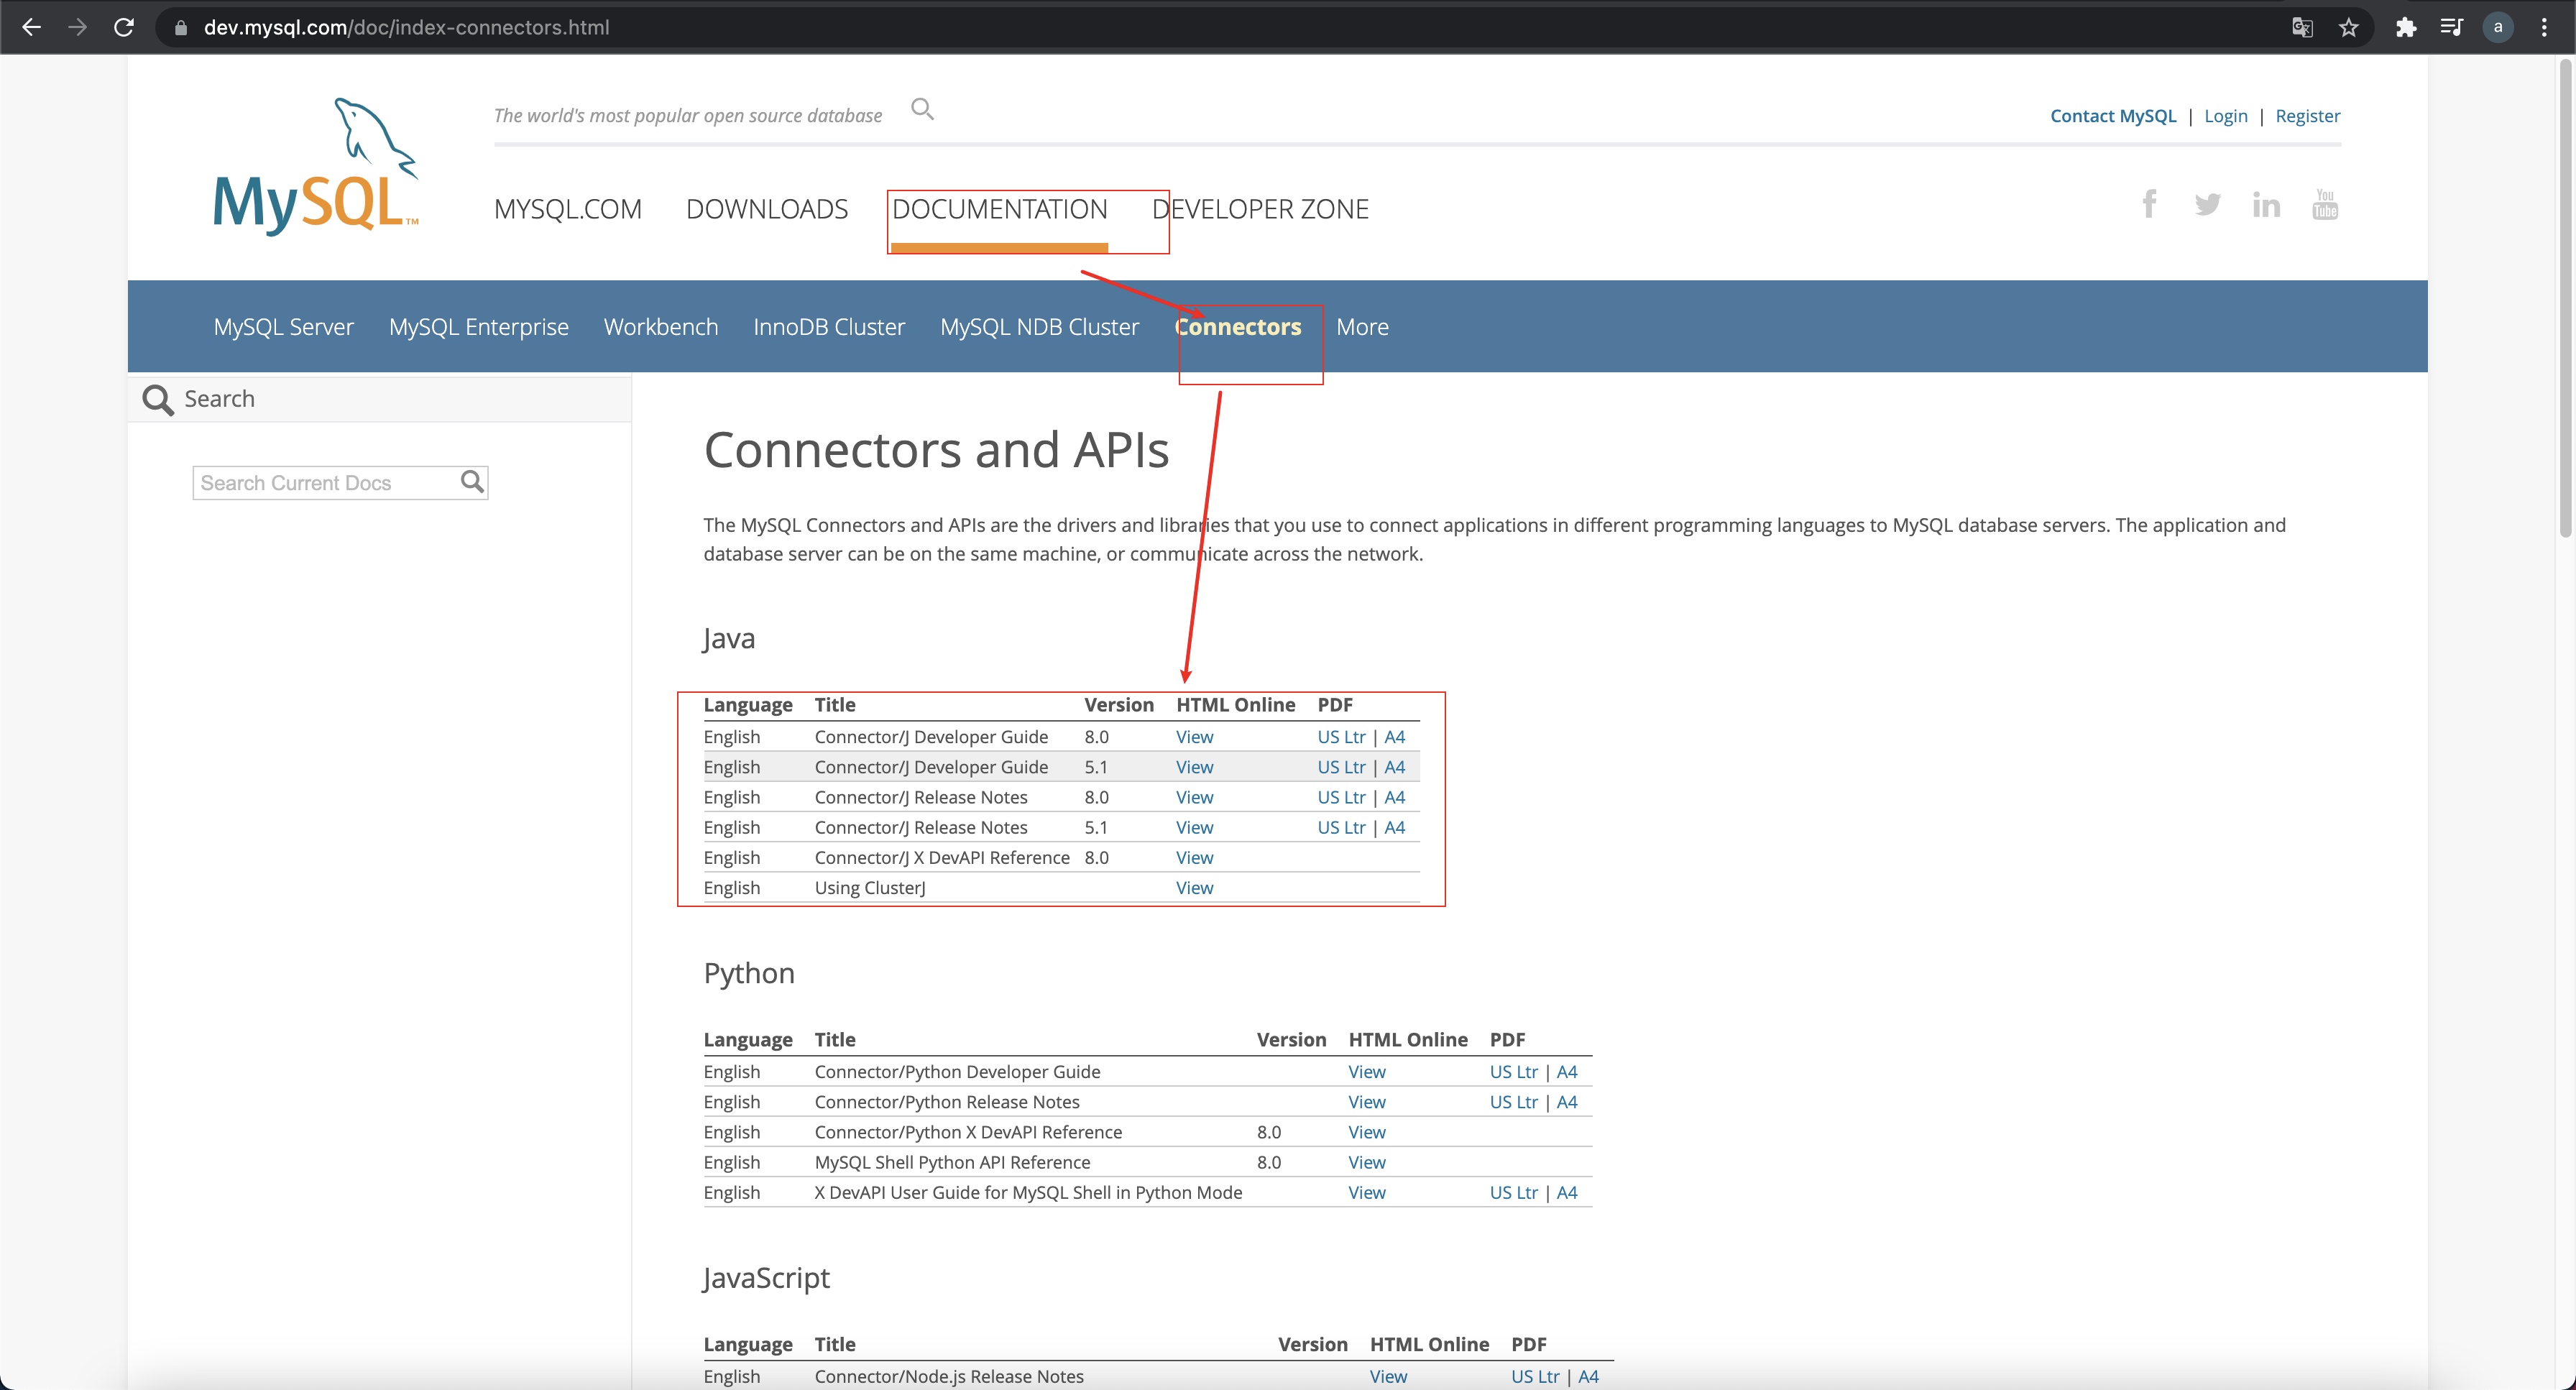 dev.mysql.com/doc/index-connectors.html
a
The world's most popular open source database
Contact MySQL | Login | Register
MySQL™
MYSQL.COM DOWNLOADS DOCUMENTATION DEVELOPER ZONE
f in You Tube
MySQL Server MySQL Enterprise Workbench InnoDB Cluster MySQL NDB Cluster Connectors More
Search
Search Current Docs
Connectors and APIs
The MySQL Connectors and APIs are the drivers and libraries that you use to connect applications in different programming languages to MySQL database servers. The application and
database server can be on the same machine, or communicate across the network.
Java
Language Title Version HTML Online PDF
English Connector/J Developer Guide 8.0 View US Ltr | A4
English Connector/J Developer Guide 5.1 View US Ltr | A4
English Connector/J Release Notes 8.0 View US Ltr | A4
English Connector/J Release Notes 5.1 View US Ltr | A4
English Connector/J X DevAPI Reference 8.0 View
English Using ClusterJ View
Python
Language Title Version HTML Online PDF
English Connector/Python Developer Guide View US Ltr | A4
English Connector/Python Release Notes View US Ltr | A4
English Connector/Python X DevAPI Reference 8.0 View
English MySQL Shell Python API Reference 8.0 View
English X DevAPI User Guide for MySQL Shell in Python Mode View US Ltr | A4
JavaScript
Language Title Version HTML Online PDF
English Connector/Node.js Release Notes View US Ltr | A4